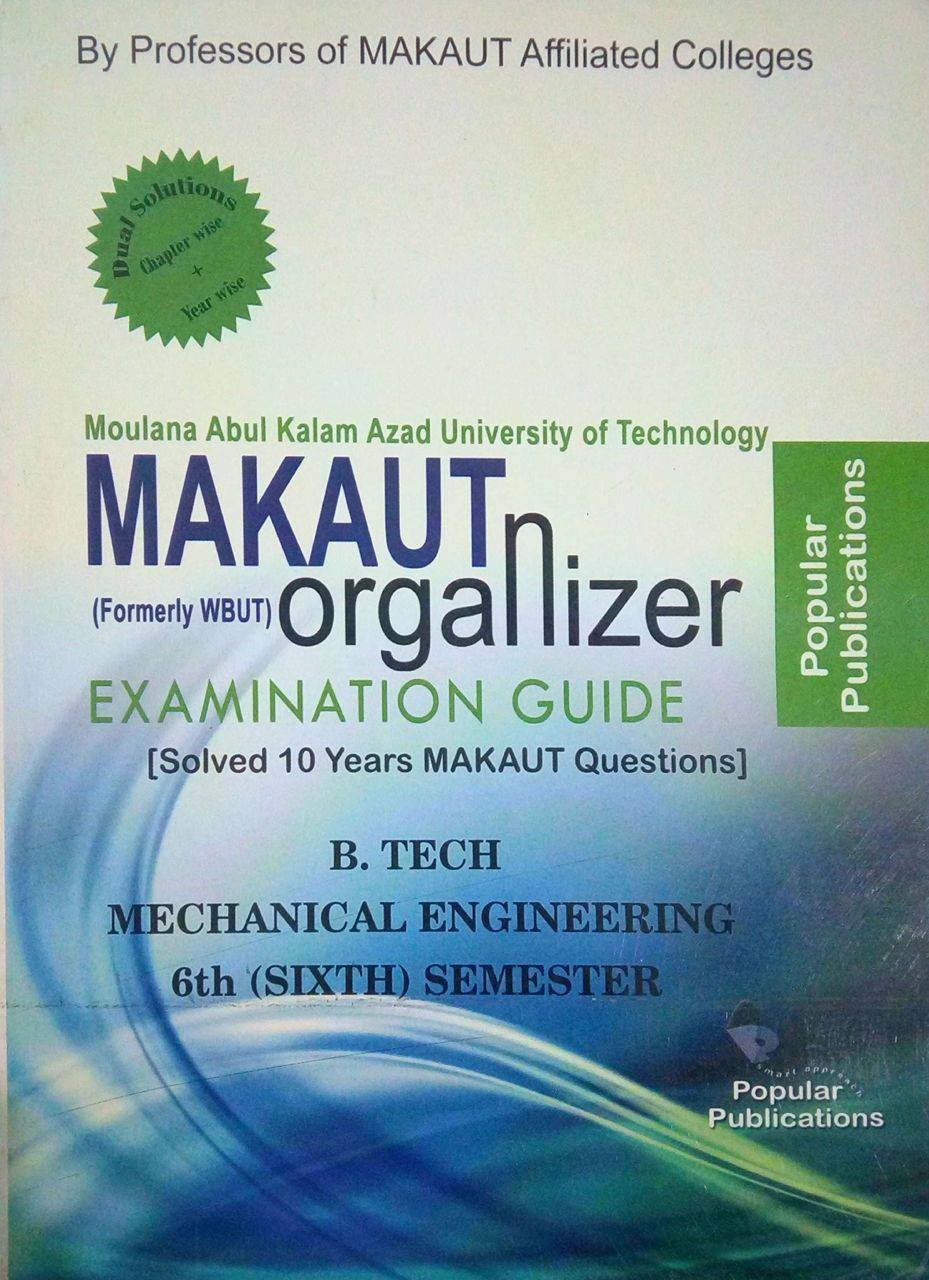 By Professors of MAKAUT Affiliated Colleges
Dual Solutions
Chapter wise
+
Year wise
Moulana Abul Kalam Azad University of Technology
MAKAUT
(Formerly WBUT) organizer
EXAMINATION GUIDE
[Solved 10 Years MAKAUT Questions]
Popular
Publications
B. TECH
MECHANICAL ENGINEERING
6th (SIXTH) SEMESTER
smart approach
Popular
Publications